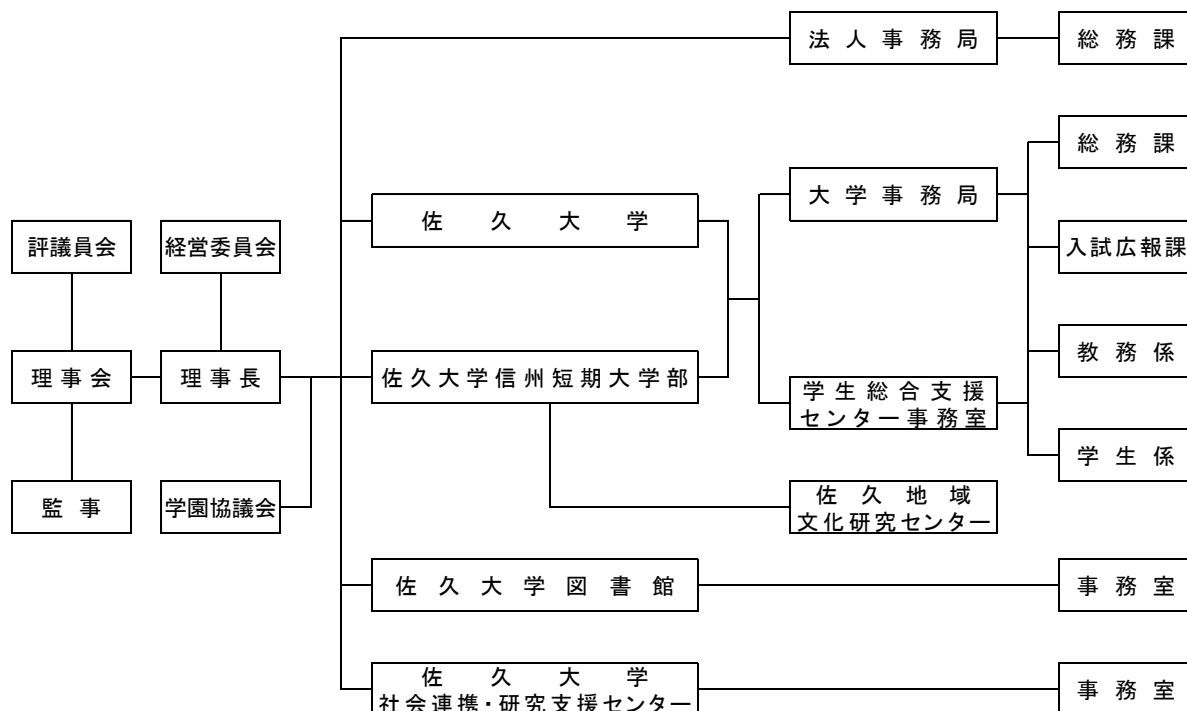 法人事務局
総務課
総務課
大学事務局
佐久大学
評議員会
経営委員会
入試広報課
理事会
理事長
佐久大学信州短期大学部
教務係
学生総合支援
センター事務室
学生係
監事
学園協議会
佐久地域
文化研究センター
佐久大学図書館
事務室
佐久大学
社会連携・研究支援センター
事務室